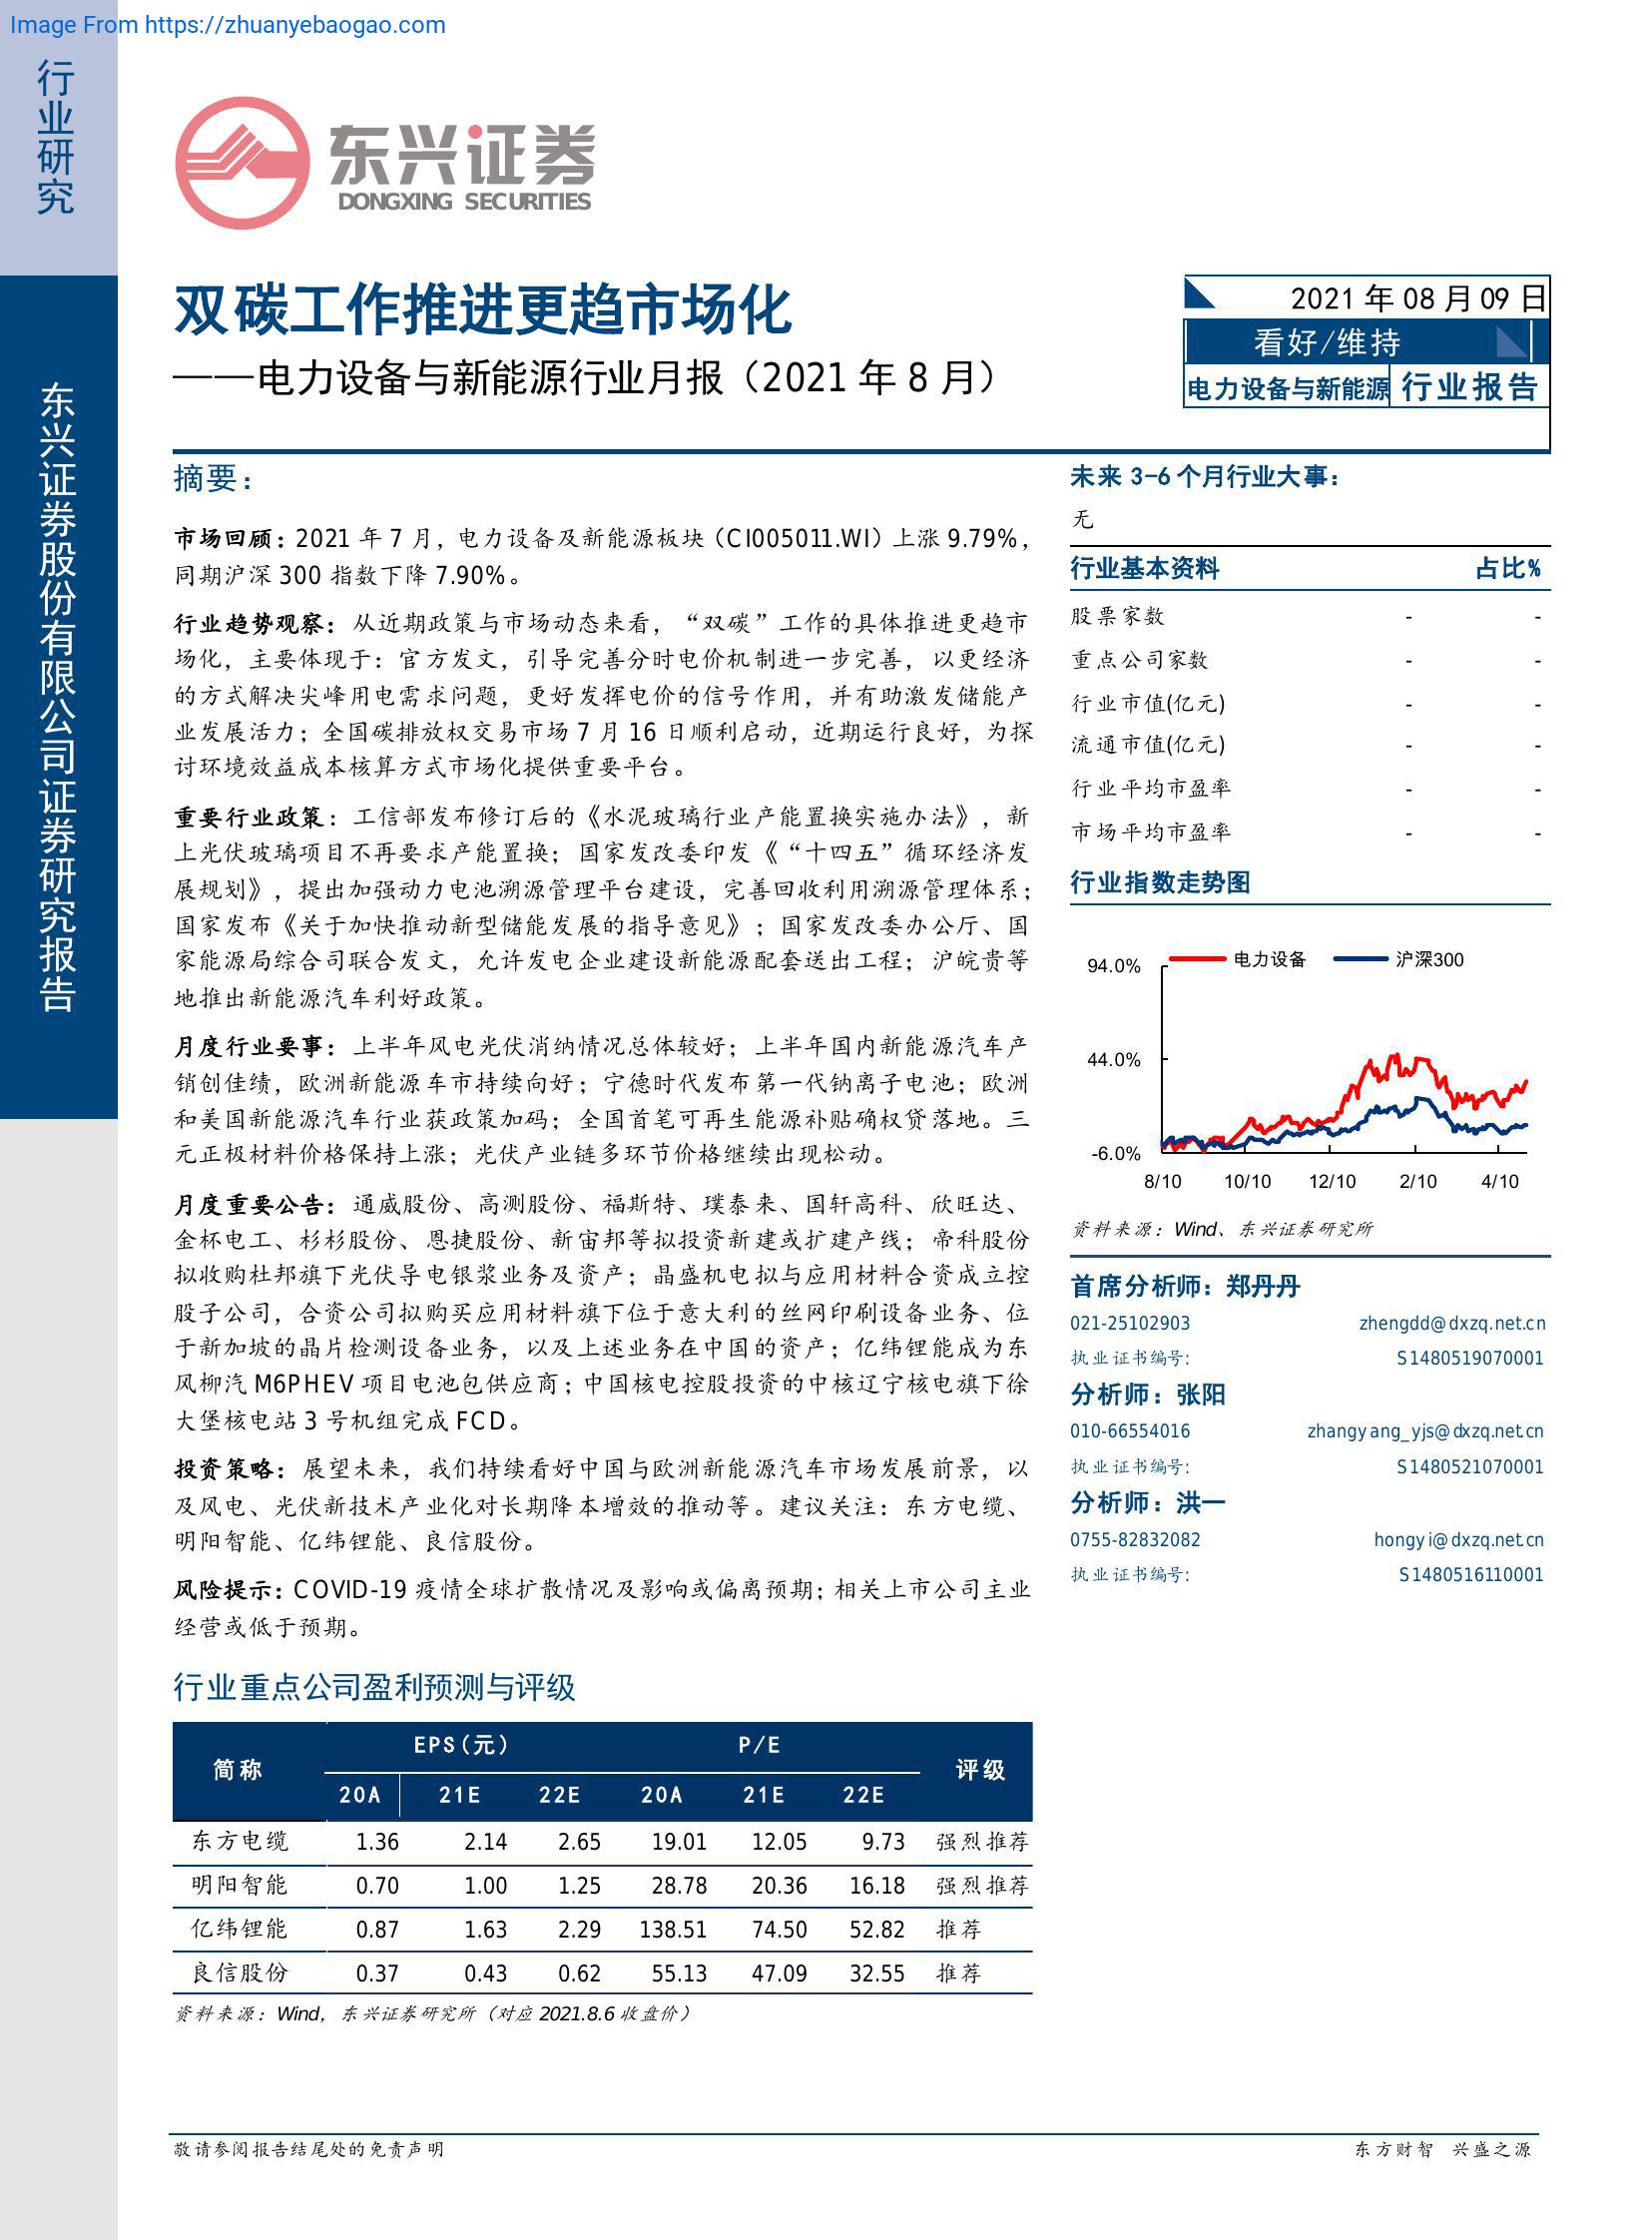 Image From https://zhuanyebaogao.com
行业研究
东兴证券股份有限公司证券研究报告
东兴证券
DONGXING SECURITIES
双碳工作推进更趋市场化
——电力设备与新能源行业月报（2021 年 8 月）
2021 年 08 月 09 日
看好/维持
电力设备与新能源 行业报告
摘要：
市场回顾：2021 年 7 月，电力设备及新能源板块（CI005011.WI）上涨 9.79%，
同期沪深 300 指数下降 7.90%。
行业趋势观察：从近期政策与市场动态来看，“双碳”工作的具体推进更趋市
场化，主要体现于：官方发文，引导完善分时电价机制进一步完善，以更经济
的方式解决尖峰用电需求问题，更好发挥电价的信号作用，并有助激发储能产
业发展活力；全国碳排放权交易市场 7 月 16 日顺利启动，近期运行良好，为探
讨环境效益成本核算方式市场化提供重要平台。
重要行业政策：工信部发布修订后的《水泥玻璃行业产能置换实施办法》，新
上光伏玻璃项目不再要求产能置换；国家发改委印发《“十四五”循环经济发
展规划》，提出加强动力电池溯源管理平台建设，完善回收利用溯源管理体系；
国家发布《关于加快推动新型储能发展的指导意见》；国家发改委办公厅、国
家能源局综合司联合发文，允许发电企业建设新能源配套送出工程；沪皖贵等
地推出新能源汽车利好政策。
月度行业要事：上半年风电光伏消纳情况总体较好；上半年国内新能源汽车产
销创佳绩，欧洲新能源车市持续向好；宁德时代发布第一代钠离子电池；欧洲
和美国新能源汽车行业获政策加码；全国首笔可再生能源补贴确权贷落地。三
元正极材料价格保持上涨；光伏产业链多环节价格继续出现松动。
月度重要公告：通威股份、高测股份、福斯特、璞泰来、国轩高科、欣旺达、
金杯电工、杉杉股份、恩捷股份、新宙邦等拟投资新建或扩建产线；帝科股份
拟收购杜邦旗下光伏导电银浆业务及资产；晶盛机电拟与应用材料合资成立控
股子公司，合资公司拟购买应用材料旗下位于意大利的丝网印刷设备业务、位
于新加坡的晶片检测设备业务，以及上述业务在中国的资产；亿纬锂能成为东
风柳汽 M6PHEV 项目电池包供应商；中国核电控股投资的中核辽宁核电旗下徐
大堡核电站 3 号机组完成 FCD。
投资策略：展望未来，我们持续看好中国与欧洲新能源汽车市场发展前景，以
及风电、光伏新技术产业化对长期降本增效的推动等。建议关注：东方电缆、
明阳智能、亿纬锂能、良信股份。
风险提示：COVID-19 疫情全球扩散情况及影响或偏离预期；相关上市公司主业
经营或低于预期。
行业重点公司盈利预测与评级
简称 EPS(元) P/E 评级
20A 21E 22E 20A 21E 22E
东方电缆 1.36 2.14 2.65 19.01 12.05 9.73 强烈推荐
明阳智能 0.70 1.00 1.25 28.78 20.36 16.18 强烈推荐
亿纬锂能 0.87 1.63 2.29 138.51 74.50 52.82 推荐
良信股份 0.37 0.43 0.62 55.13 47.09 32.55 推荐
资料来源：Wind，东兴证券研究所（对应 2021.8.6 收盘价）
未来 3-6 个月行业大事：
无
行业基本资料 占比%
股票家数 - -
重点公司家数 - -
行业市值(亿元) - -
流通市值(亿元) - -
行业平均市盈率 - -
市场平均市盈率 - -
行业指数走势图
电力设备 沪深300
94.0%
44.0%
-6.0%
8/10 10/10 12/10 2/10 4/10
资料来源：Wind、东兴证券研究所
首席分析师：郑丹丹
021-25102903 zhengdd@dxzq.net.cn
执业证书编号: S1480519070001
分析师：张阳
010-66554016 zhangyang_yjs@dxzq.net.cn
执业证书编号: S1480521070001
分析师：洪一
0755-82832082 hongyi@dxzq.net.cn
执业证书编号: S1480516110001
敬请参阅报告结尾处的免责声明
东方财智 兴盛之源